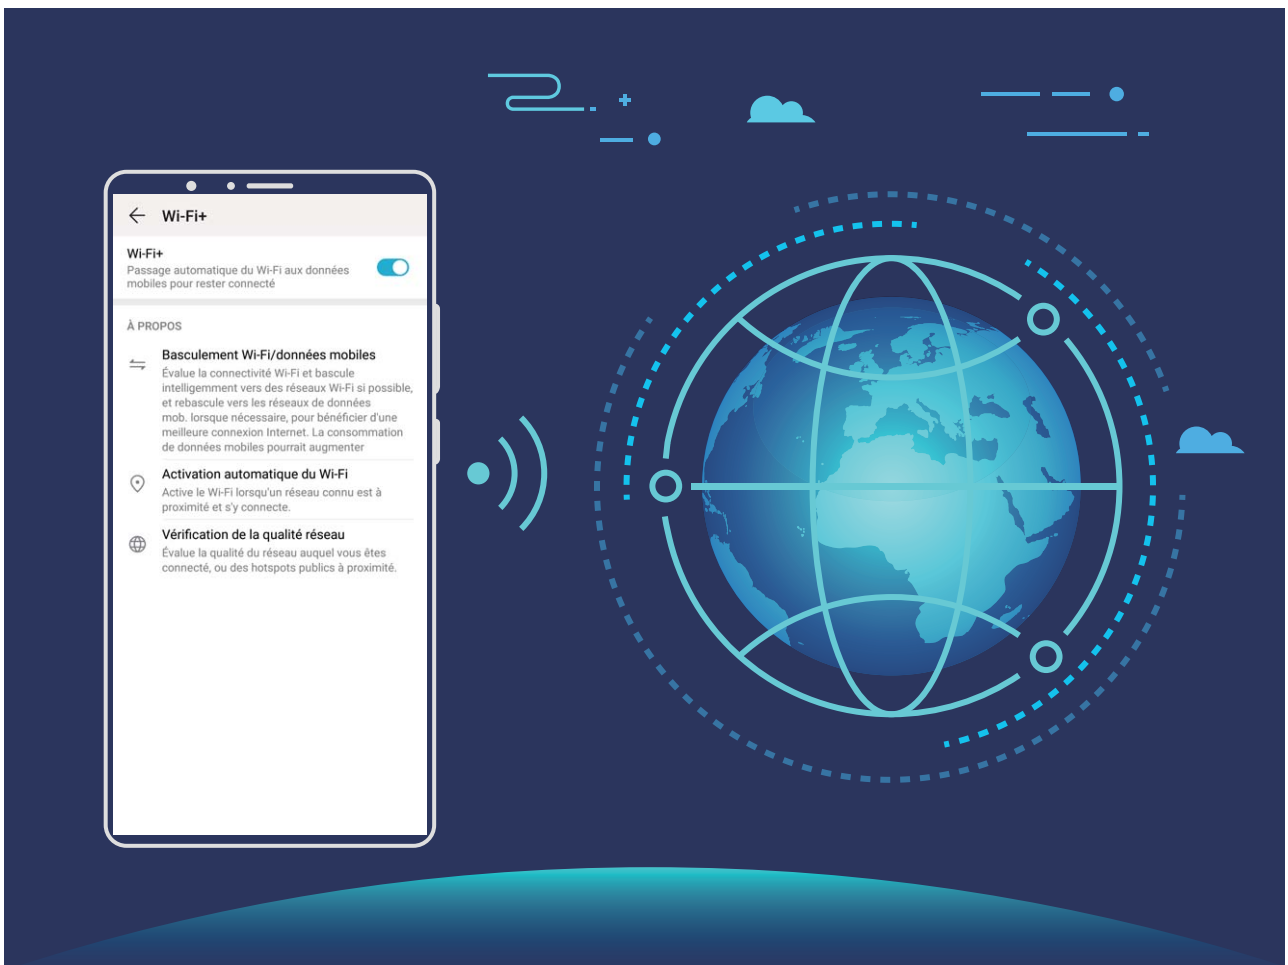 Wi-Fi+
Wi-Fi+
Passage automatique du Wi-Fi aux données
mobiles pour rester connecté
À PROPOS
Basculement Wi-Fi/données mobiles
Évalue la connectivité Wi-Fi et bascule
intelligemment vers des réseaux Wi-Fi si possible,
et rebascule vers les réseaux de données
mob. lorsque nécessaire, pour bénéficier d'une
meilleure connexion Internet. La consommation
de données mobiles pourrait augmenter
Activation automatique du Wi-Fi
Active le Wi-Fi lorsqu'un réseau connu est à
proximité et s'y connecte.
Vérification de la qualité réseau
Évalue la qualité du réseau auquel vous êtes
connecté, ou des hotspots publics à proximité.